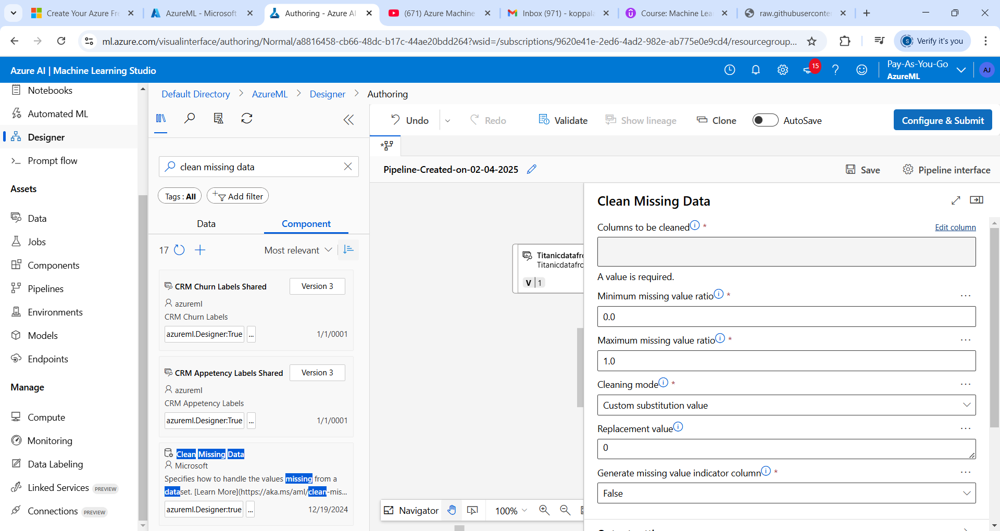 Create Your Azure Fre
AzureML - Microsoft
Authoring - Azure AI
(671) Azure Machine
Inbox (971) - koppala
Course: Machine Lea
raw.githubuserconte
ml.azure.com/visualinterface/authoring/Normal/a8816458-cb66-48dc-b17c-44ae20bdd264?wsid=/subscriptions/9620e41e-2ed6-4ad2-982e-ab775e0e9cd4/resourcegroup...
S
Verify it's you
Azure AI | Machine Learning Studio
15
Pay-As-You-Go
AzureML
AJ
Notebooks
Automated ML
Designer
Prompt flow
Assets
Data
Jobs
Components
Pipelines
Environments
Models
Endpoints
Manage
Compute
Monitoring
Data Labeling
Linked Services PREVIEW
Connections PREVIEW
Default Directory > AzureML > Designer > Authoring
clean missing data
Tags : All
Add filter
Data
Component
17
Most relevant
CRM Churn Labels Shared
Version 3
azureml
CRM Churn Labels
azureml.Designer:True
...
1/1/0001
CRM Appetency Labels Shared
Version 3
azureml
CRM Appetency Labels
azureml.Designer:True
...
1/1/0001
Clean Missing Data
Microsoft
Specifies how to handle the values missing from a
dataset. [Learn More](https://aka.ms/aml/clean-mis...
azureml.Designer:true
...
12/19/2024
Undo
Redo
Validate
Show lineage
Clone
AutoSave
Configure & Submit
Pipeline-Created-on-02-04-2025
Save
Pipeline interface
Titanicdatafro
Titanicdatafro
V 1
Navigator
100%
Clean Missing Data
Columns to be cleaned *
Edit column
A value is required.
Minimum missing value ratio *
0.0
Maximum missing value ratio *
1.0
Cleaning mode *
Custom substitution value
Replacement value
0
Generate missing value indicator column *
False